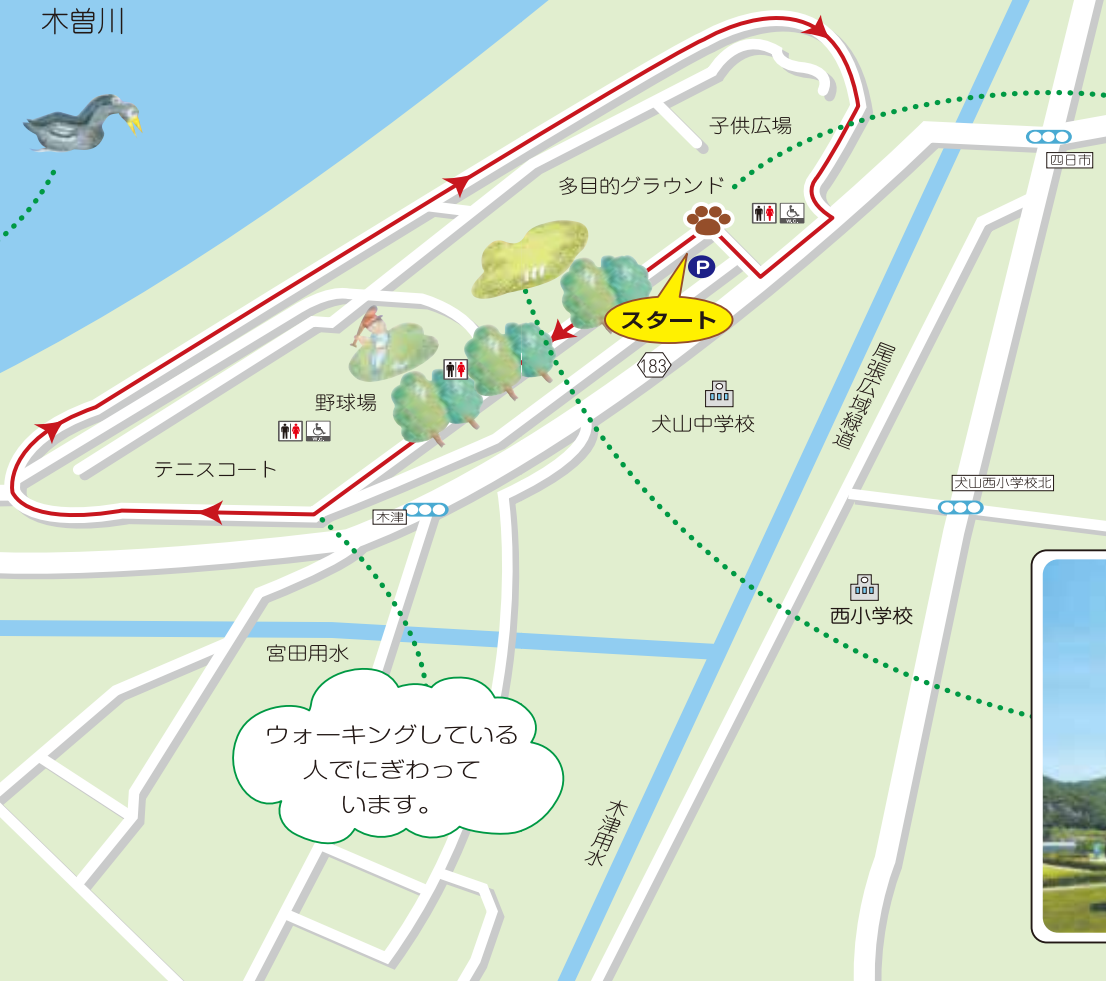 木曽川
子供広場
四日市
多目的グラウンド
P
スタート
183
尾張広域緑道
野球場
犬山中学校
テニスコート
犬山西小学校北
木津
西小学校
宮田用水
ウォーキングしている
人でにぎわって
います。
木津用水